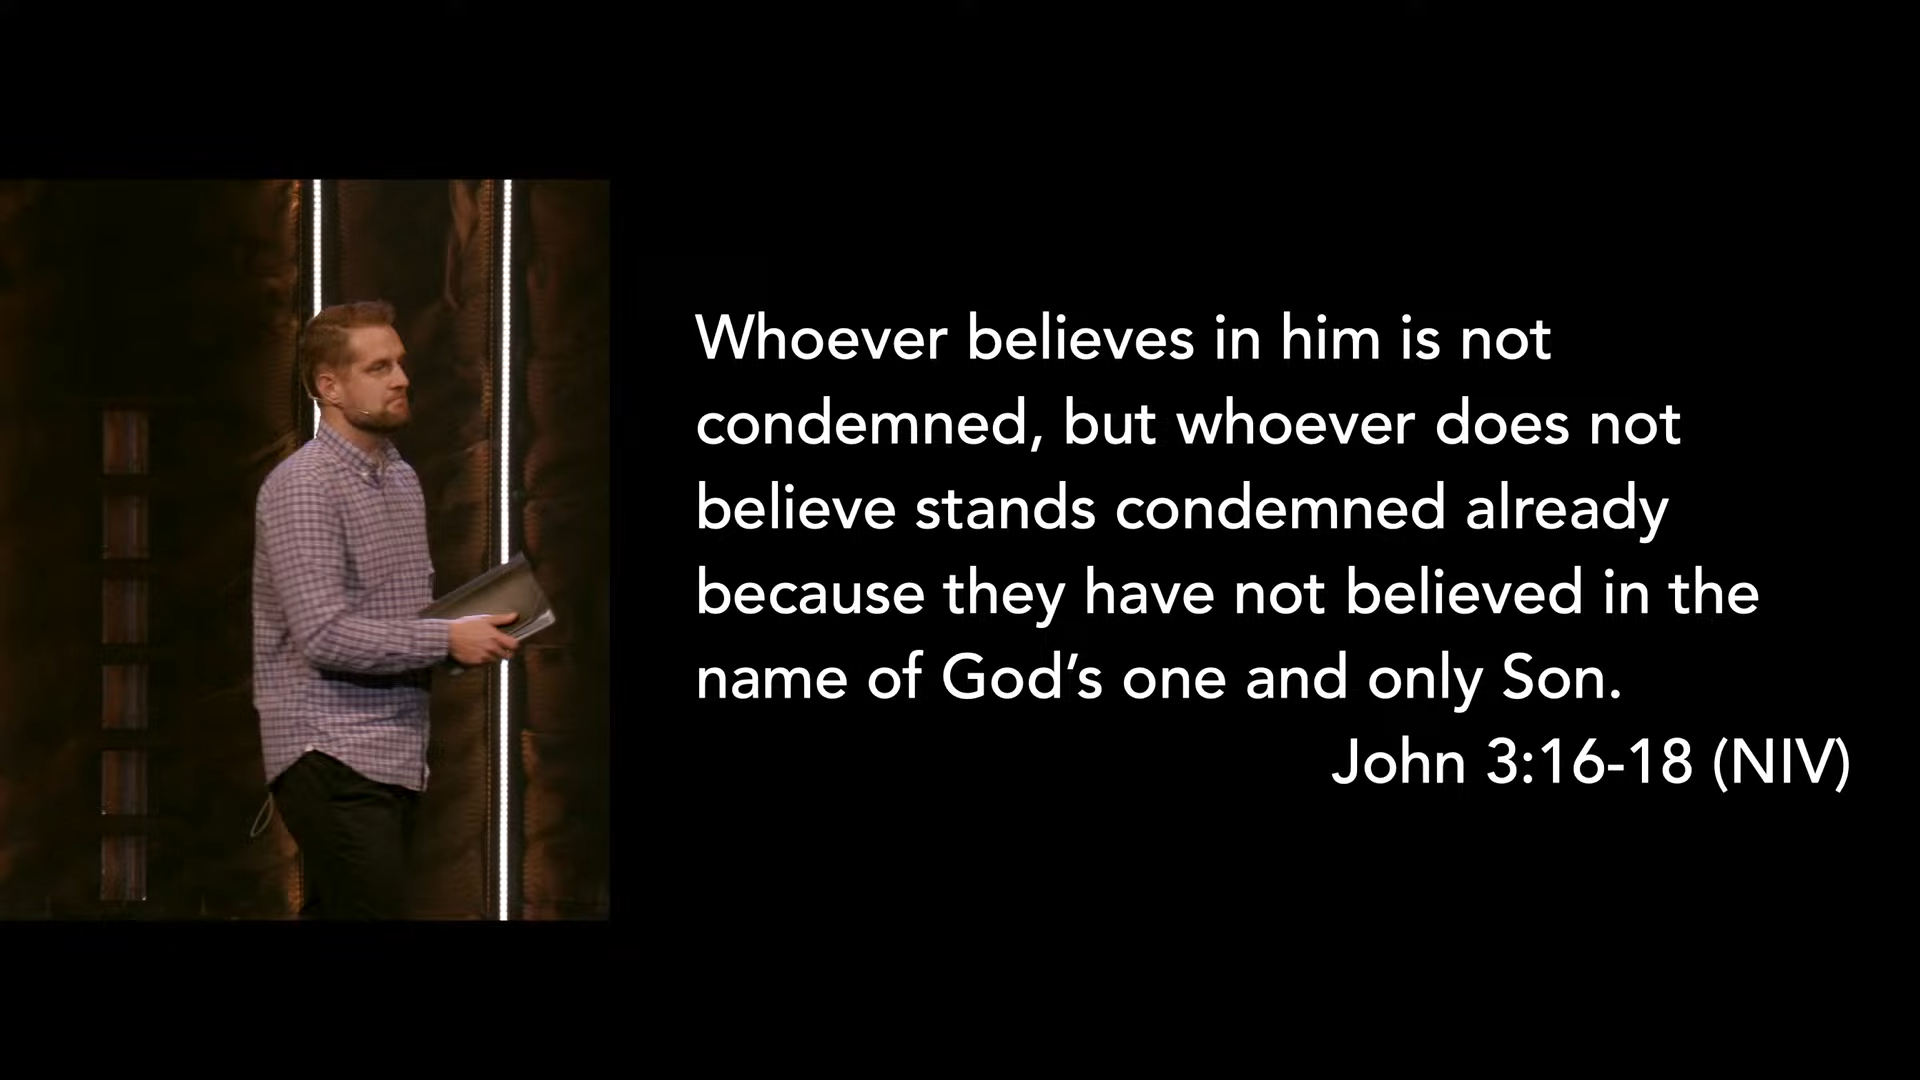 Whoever believes in him is not
condemned, but whoever does not
believe stands condemned already
because they have not believed in the
name of God’s one and only Son.
John 3:16-18 (NIV)